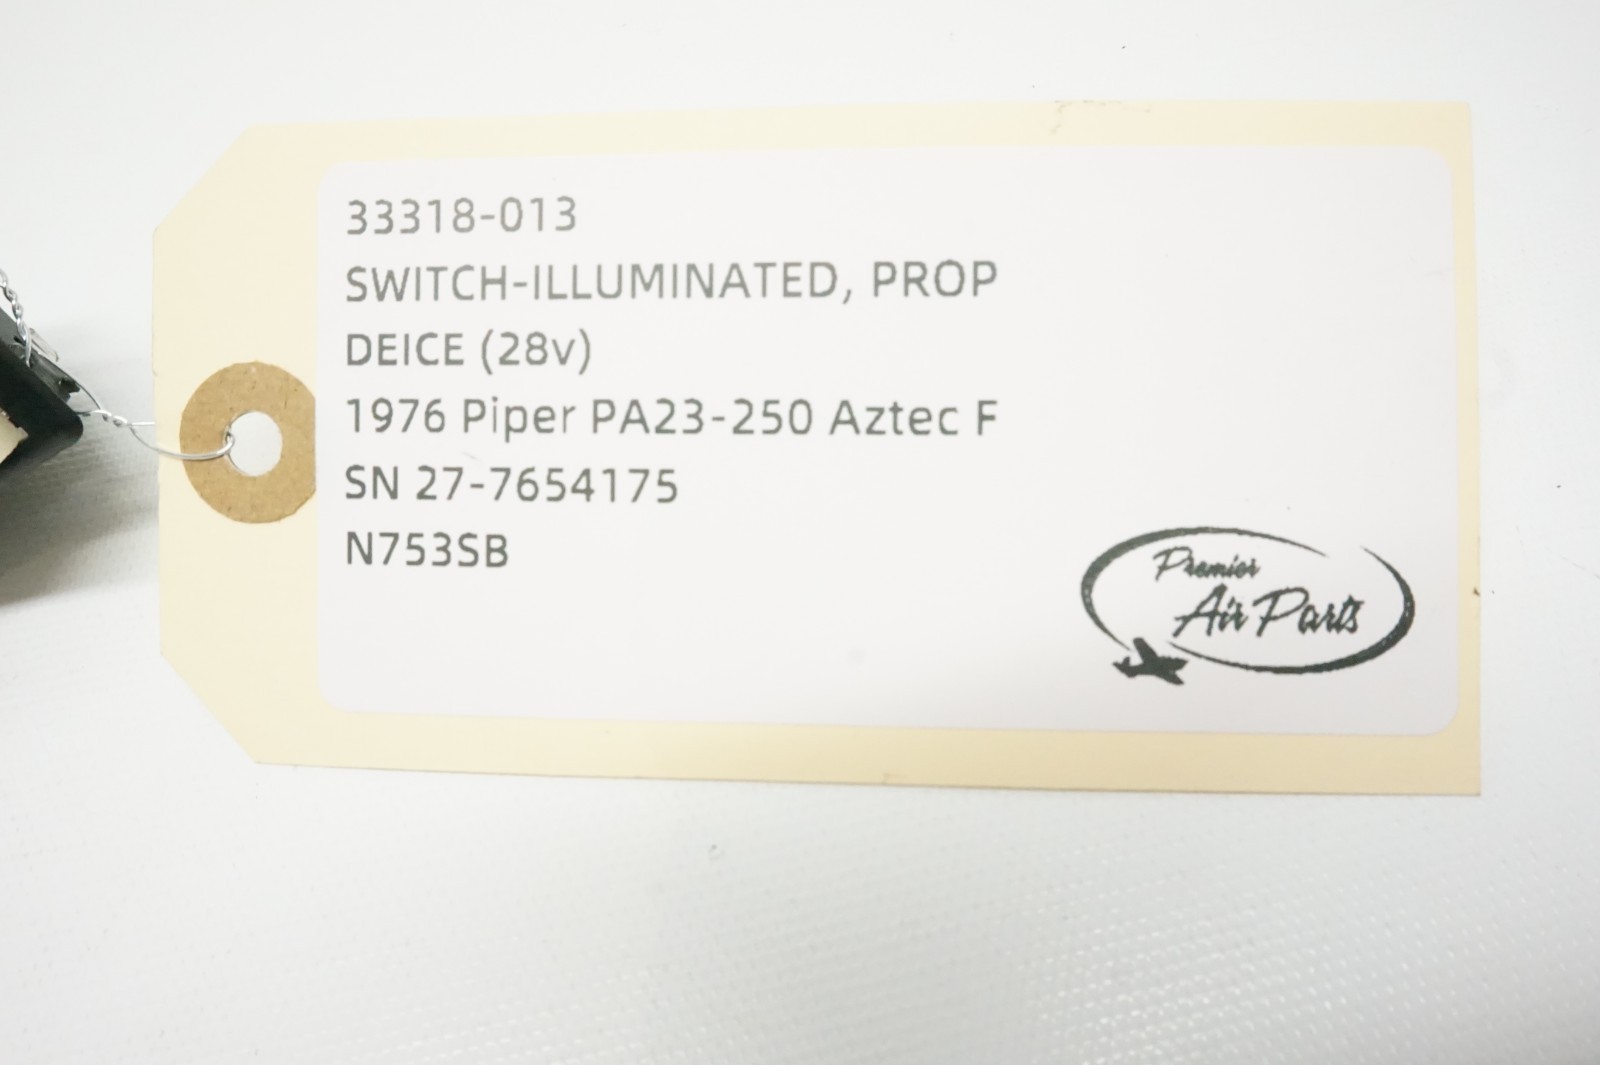 33318-013
SWITCH-ILLUMINATED, PROP
DEICE (28v)
1976 Piper PA23-250 Aztec F
SN 27-7654175
N753SB
Premier
Air Parts